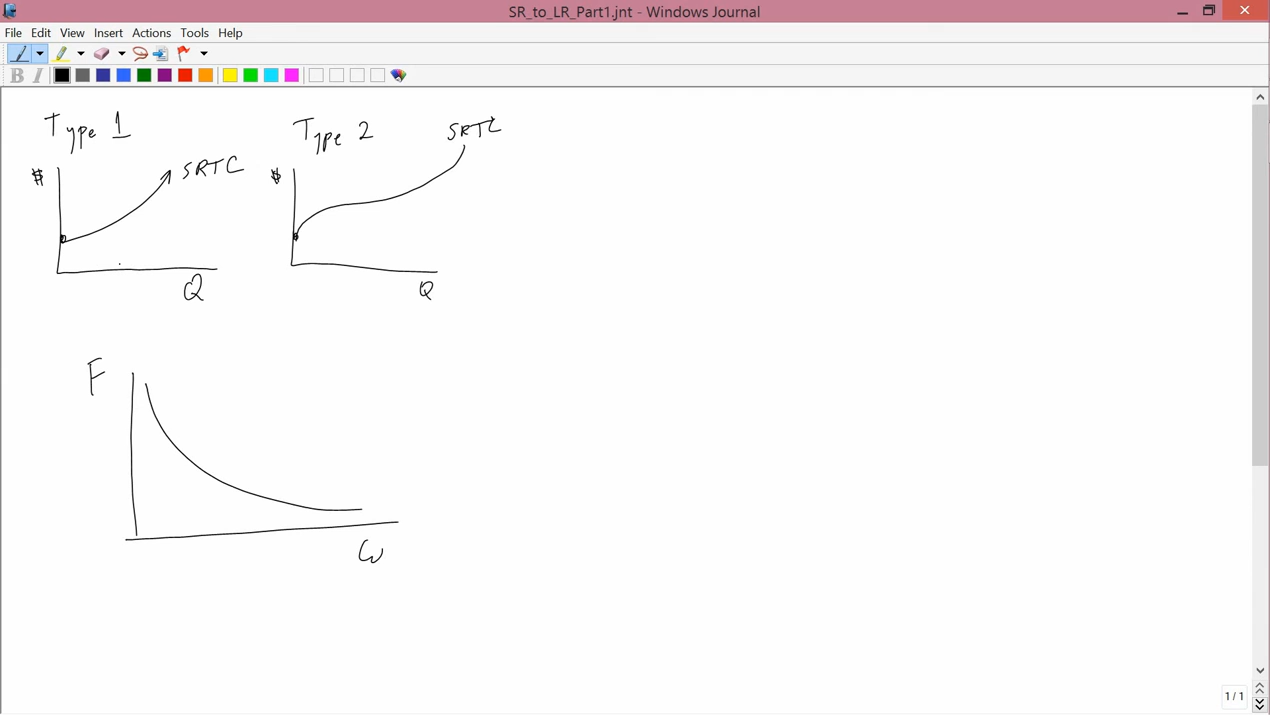 SR_to_LR_Part1.jnt - Windows Journal
File Edit View Insert Actions Tools Help
B I
Type 1 Type 2
$ SRTC $ SRTC
Q Q
F
W
1 / 1